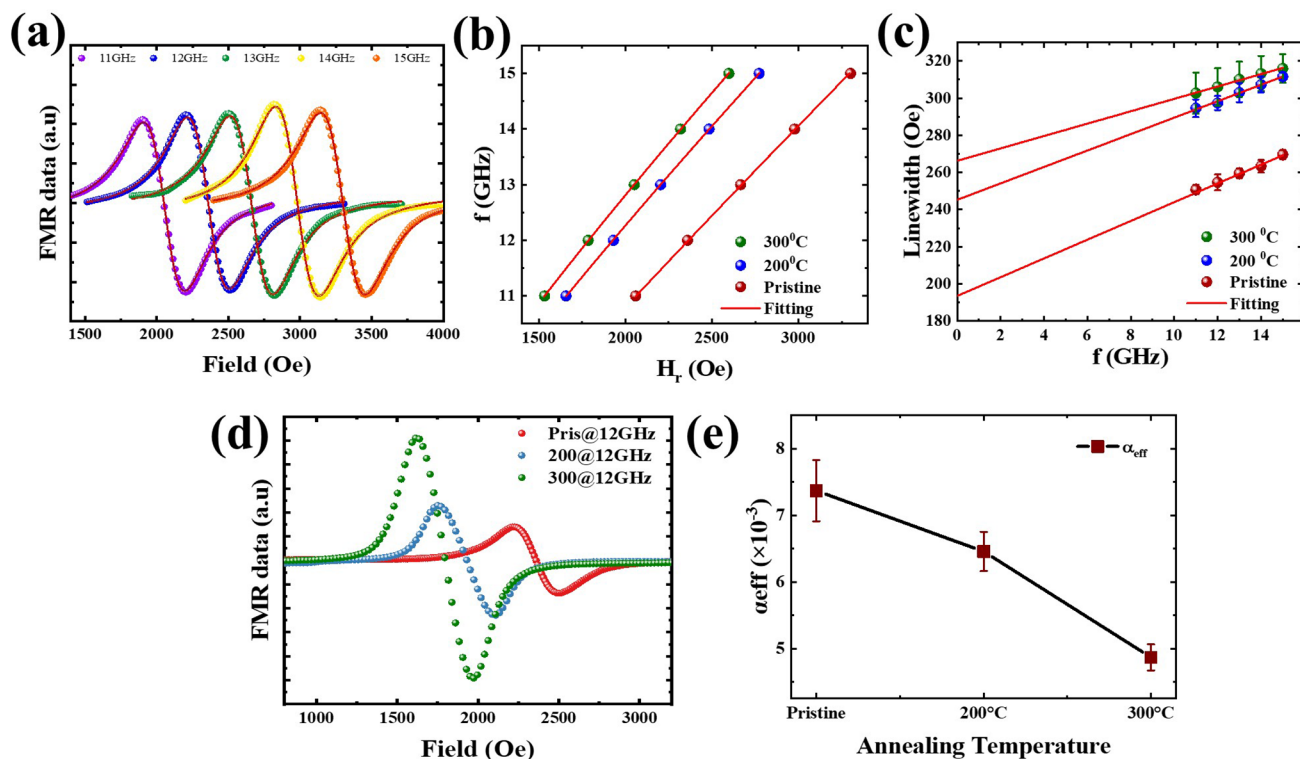 (a)
11GHz 12GHz 13GHz 14GHz 15GHz
FMR data (a.u)
1500 2000 2500 3000 3500 4000
Field (Oe)
(b)
15
14
13
12
11
f (GHz)
300⁰C
200⁰C
Pristine
Fitting
1500 2000 2500 3000
Hᵣ (Oe)
(c)
320
300
280
260
240
220
200
180
Linewidth (Oe)
300 ⁰C
200 ⁰C
Pristine
Fitting
0 2 4 6 8 10 12 14
f (GHz)
(d)
FMR data (a.u)
Pris@12GHz
200@12GHz
300@12GHz
1000 1500 2000 2500 3000
Field (Oe)
(e)
8
7
6
5
αeff (×10⁻³)
αeff
Pristine 200⁰C 300⁰C
Annealing Temperature